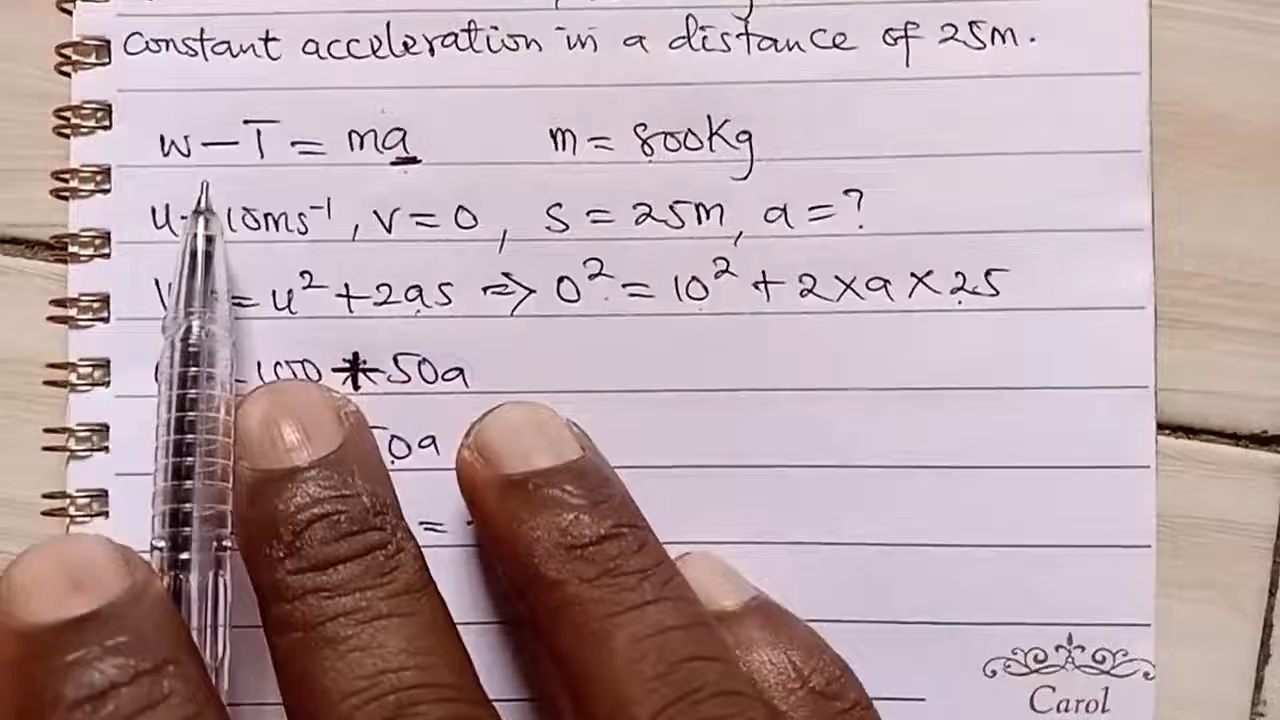 constant acceleration in a distance of 25m.
W – T = ma m = 800Kg
u 10ms⁻¹, v = 0, s = 25m, a = ?
= u² + 2as ⇒ 0² = 10² + 2 × a × 25
100 + 50a
0a
=
Carol